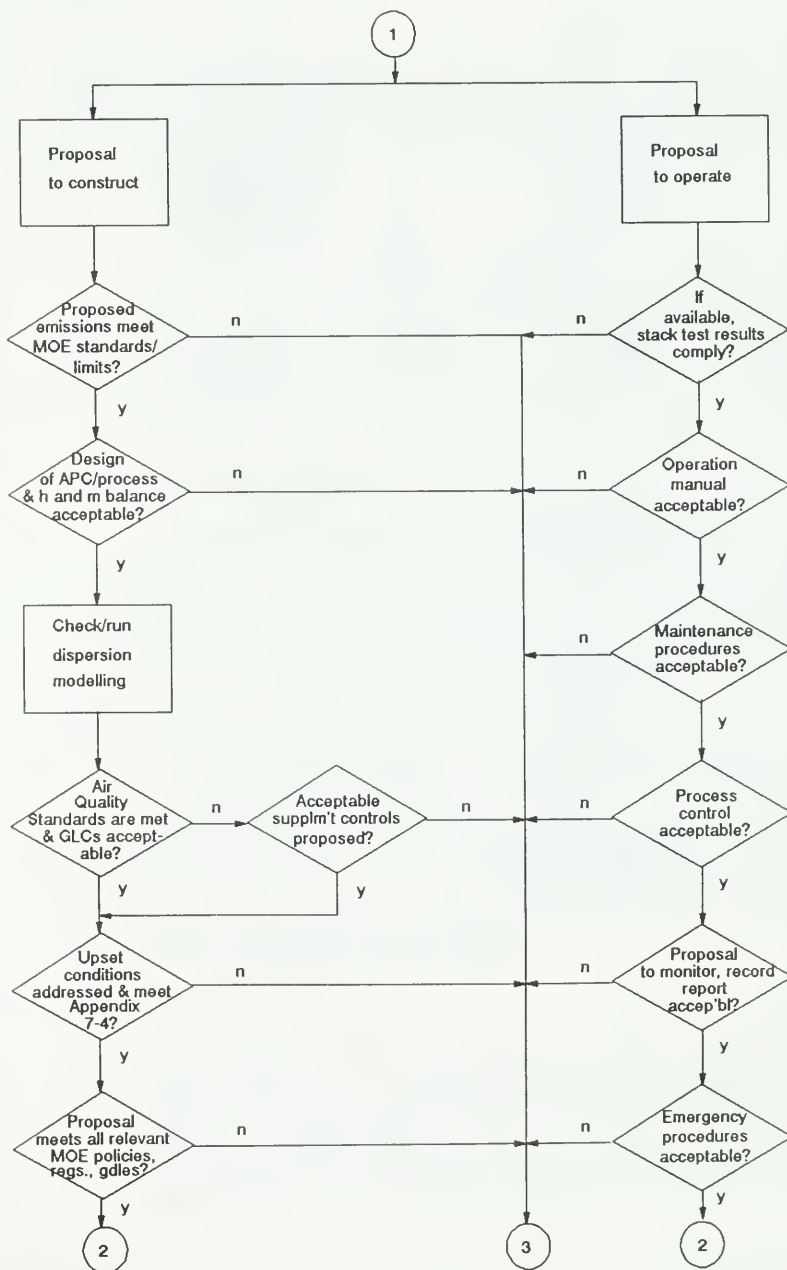 1
Proposal
to construct
Proposal
to operate
Proposed
emissions meet
MOE standards/
limits?
n
y
n
If
available,
stack test results
comply?
y
Design
of APC/process
& h and m balance
acceptable?
n
y
n
Operation
manual
acceptable?
y
Check/run
dispersion
modelling
n
Maintenance
procedures
acceptable?
y
Air
Quality
Standards are met
& GLCs accept-
able?
n
y
Acceptable
supplm't controls
proposed?
n
y
n
Process
control
acceptable?
y
Upset
conditions
addressed & meet
Appendix
7-4?
n
y
n
Proposal
to monitor, record
report
accep'bl?
y
Proposal
meets all relevant
MOE policies,
regs., gdles?
n
y
n
Emergency
procedures
acceptable?
y
2
3
2